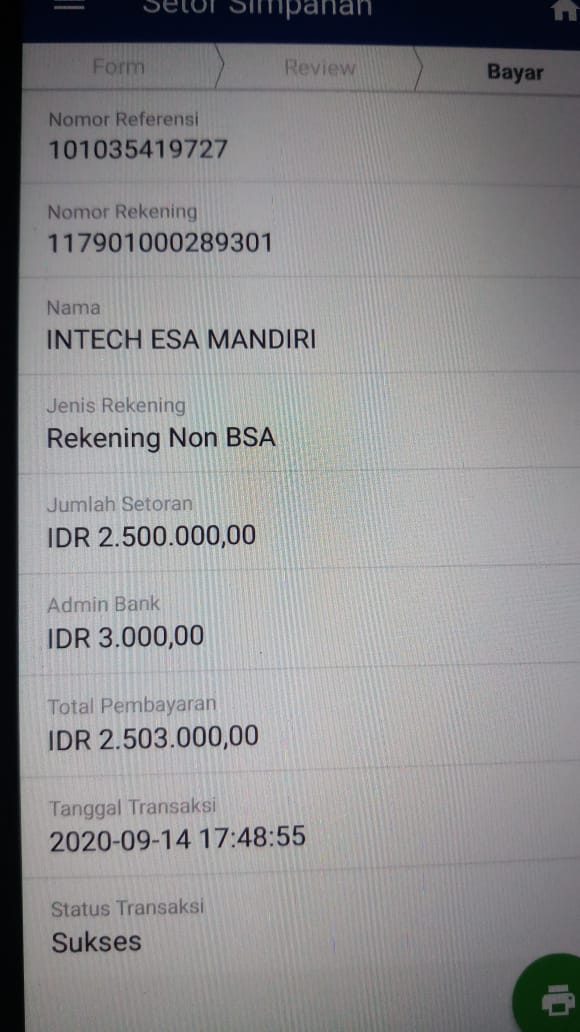 Setor Simpanan
Form
Review
Bayar
Nomor Referensi
101035419727
Nomor Rekening
117901000289301
Nama
INTECH ESA MANDIRI
Jenis Rekening
Rekening Non BSA
Jumlah Setoran
IDR 2.500.000,00
Admin Bank
IDR 3.000,00
Total Pembayaran
IDR 2.503.000,00
Tanggal Transaksi
2020-09-14 17:48:55
Status Transaksi
Sukses